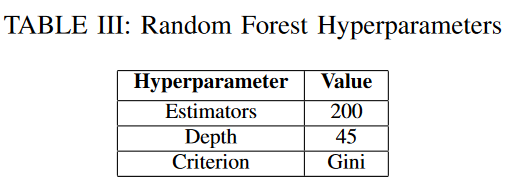 TABLE III: Random Forest Hyperparameters
Hyperparameter Value
Estimators 200
Depth 45
Criterion Gini